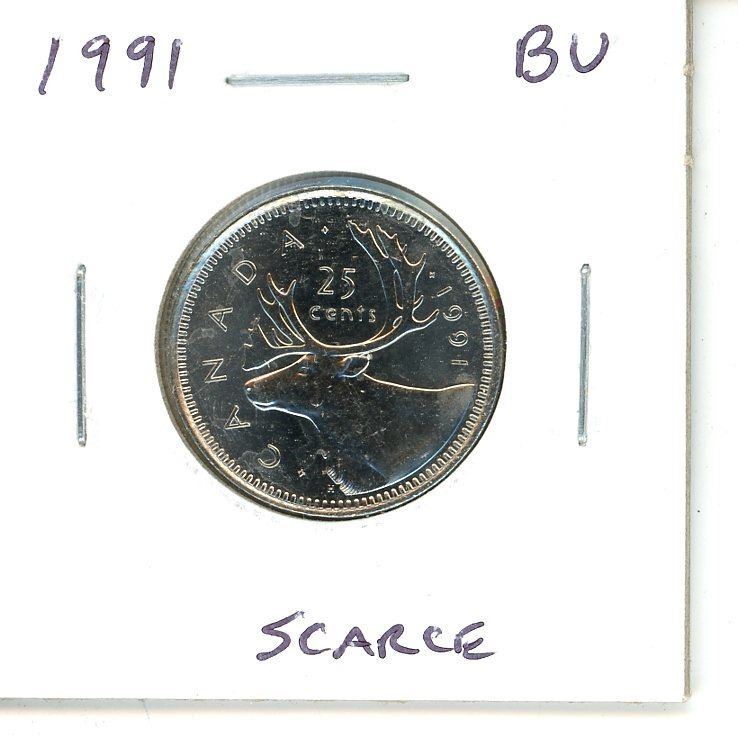 1991 BU
CANADA
25
cents
1991
H
SCARCE